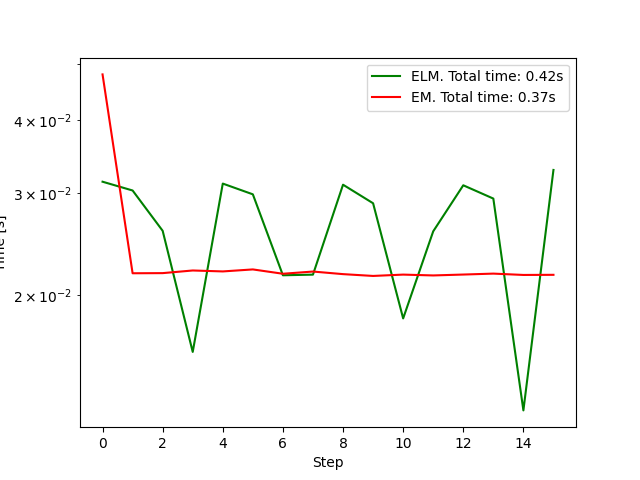 ELM. Total time: 0.42s
EM. Total time: 0.37s
4 × 10⁻²
3 × 10⁻²
2 × 10⁻²
Time [s]
0 2 4 6 8 10 12 14
Step